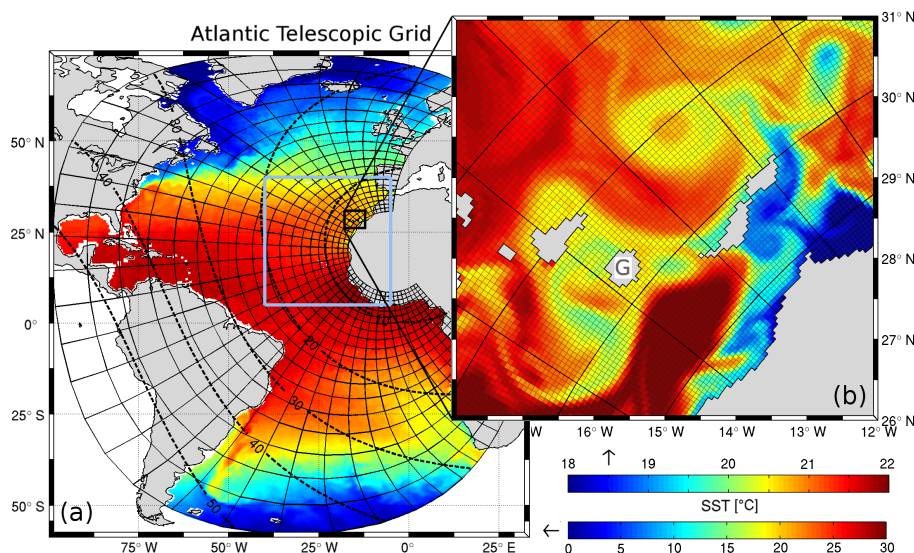 Atlantic Telescopic Grid
31° N
30° N
29° N
28° N
27° N
26° N
50° N
25° N
0°
25° S
50° S
75° W
50° W
25° W
0°
25° E
W
16° W
15° W
14° W
13° W
12° W
40
30
20
30
40
50
G
(a)
(b)
18 ↑ 19 20 21 22
SST [°C]
← 0 5 10 15 20 25 30